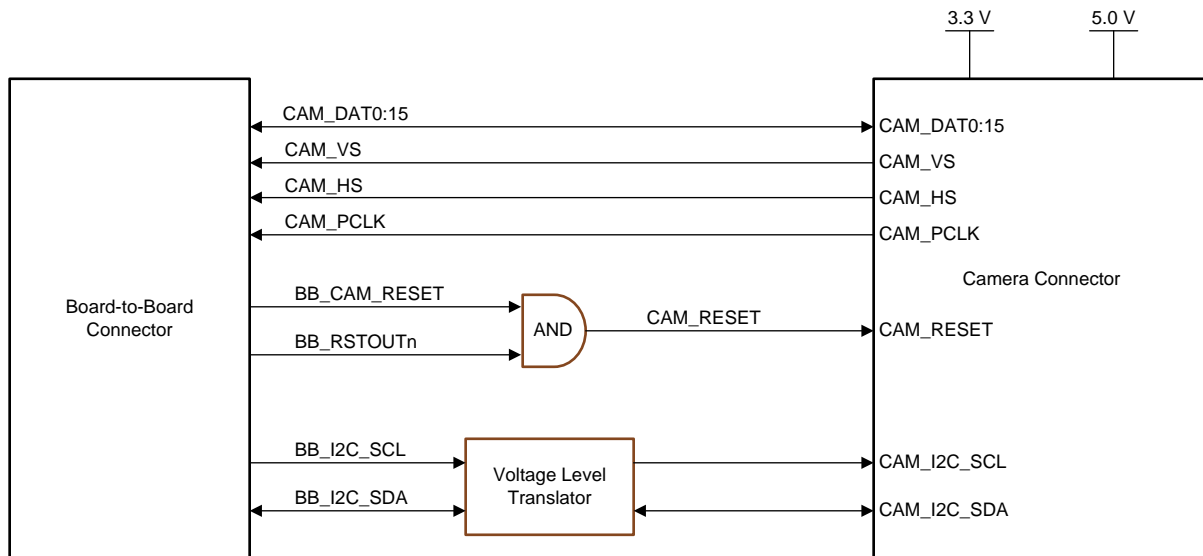 3.3 V
5.0 V
CAM_DAT0:15
CAM_DAT0:15
CAM_VS
CAM_VS
CAM_HS
CAM_HS
CAM_PCLK
CAM_PCLK
Camera Connector
Board-to-Board
Connector
BB_CAM_RESET
BB_RSTOUTn
AND
CAM_RESET
CAM_RESET
BB_I2C_SCL
BB_I2C_SDA
Voltage Level
Translator
CAM_I2C_SCL
CAM_I2C_SDA